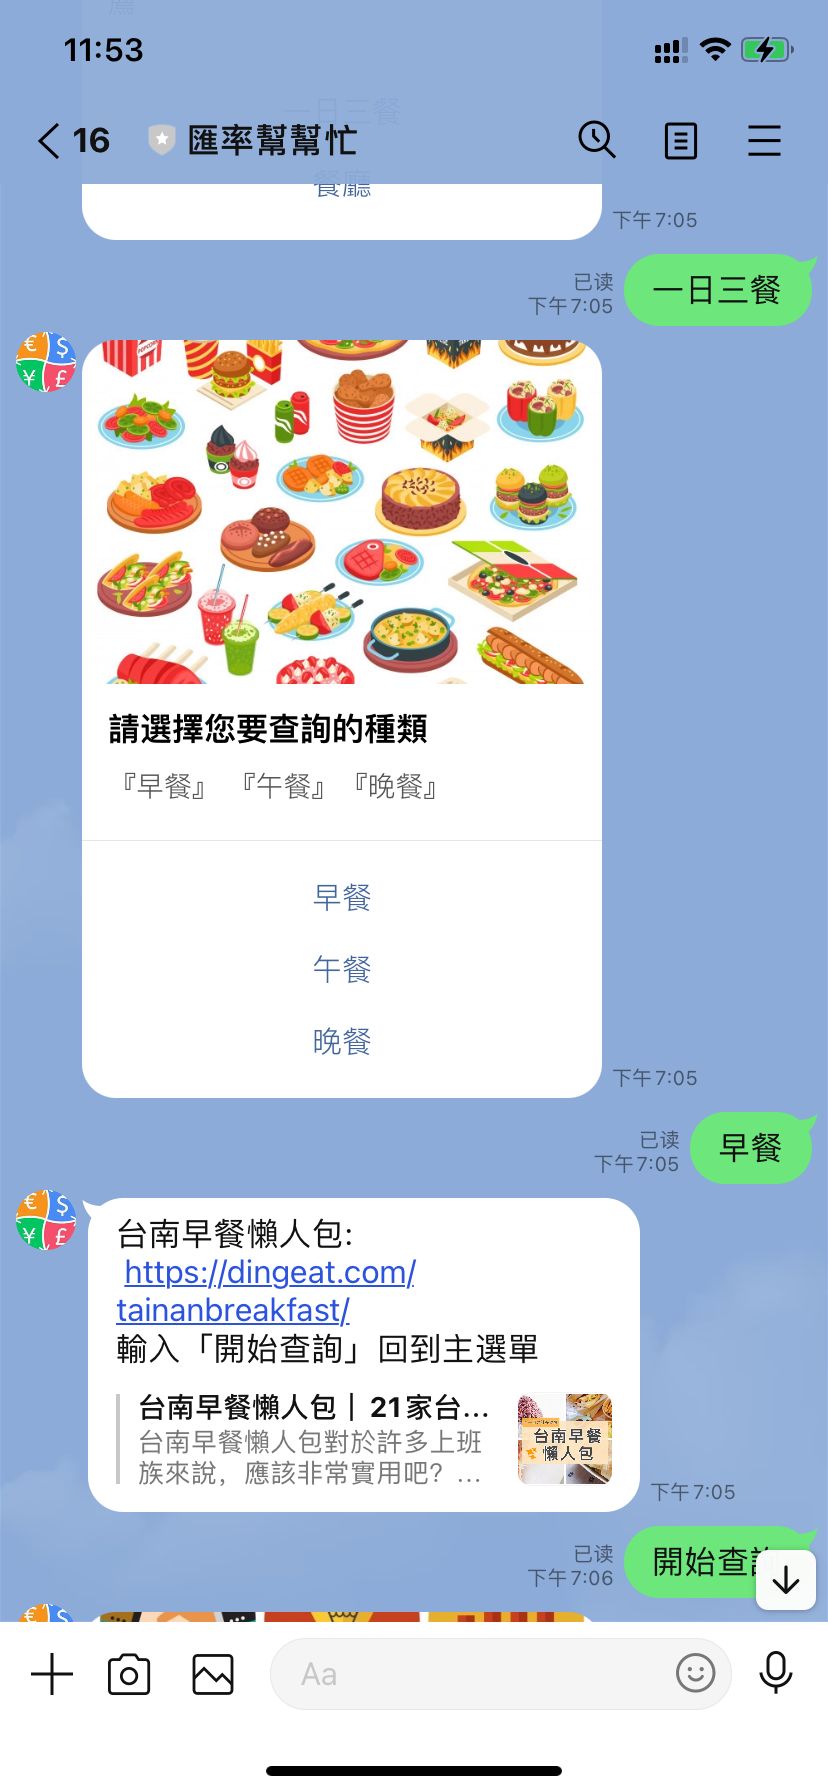 薦
11:53
一日三餐
16 匯率幫幫忙
餐廳
下午 7:05
已读
下午 7:05
一日三餐
請選擇您要查詢的種類
『早餐』 『午餐』 『晚餐』
早餐
午餐
晚餐
下午 7:05
已读
下午 7:05
早餐
台南早餐懶人包:
https://dingeat.com/
tainanbreakfast/
輸入「開始查詢」回到主選單
台南早餐懶人包｜21家台...
台南早餐懶人包對於許多上班
族來說，應該非常實用吧？ ...
台南早餐
懶人包
下午 7:05
已读
下午 7:06
開始查詢
Aa